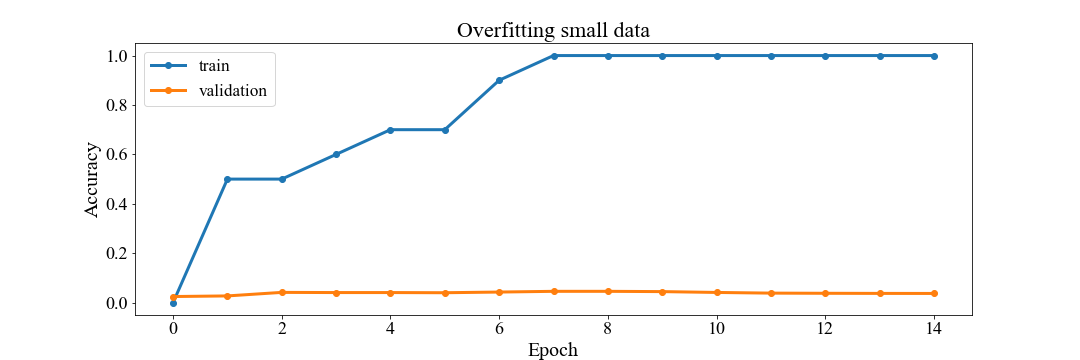 Overfitting small data
train
validation
Accuracy
1.0
0.8
0.6
0.4
0.2
0.0
0 2 4 6 8 10 12 14
Epoch